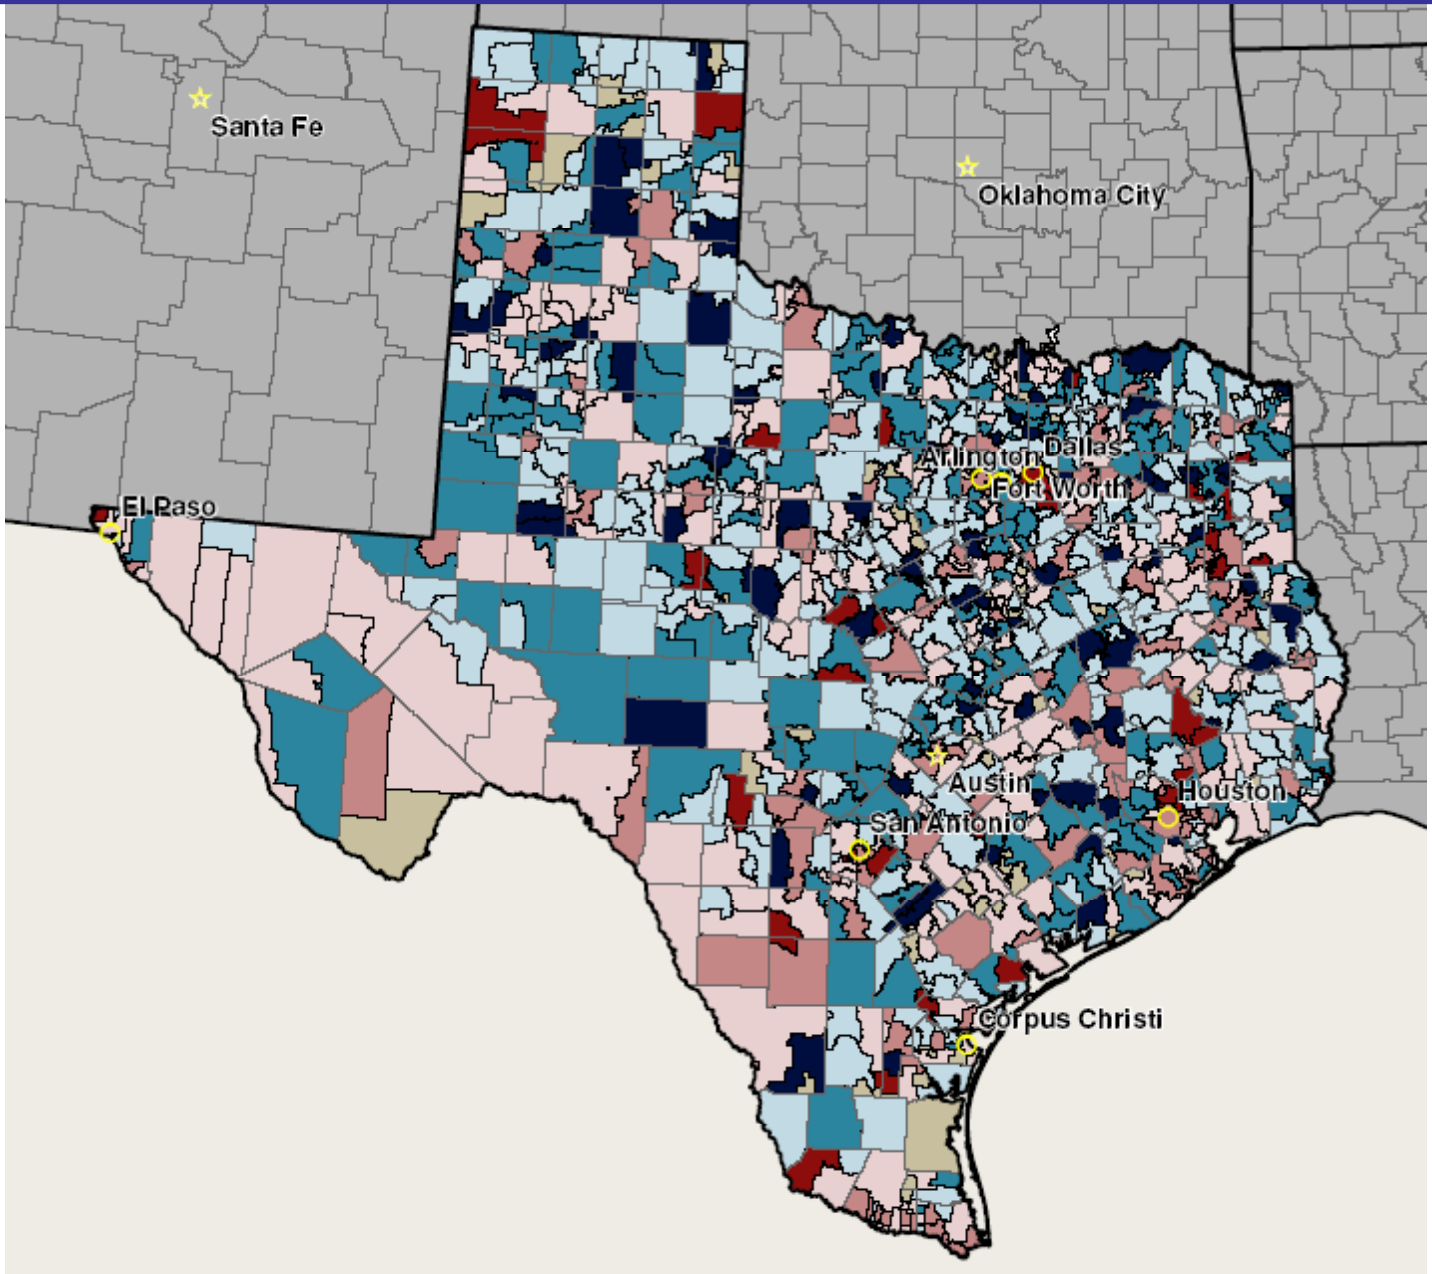 Santa Fe
Oklahoma City
Dallas
Arlington
Fort Worth
El Paso
Austin
Houston
San Antonio
Corpus Christi